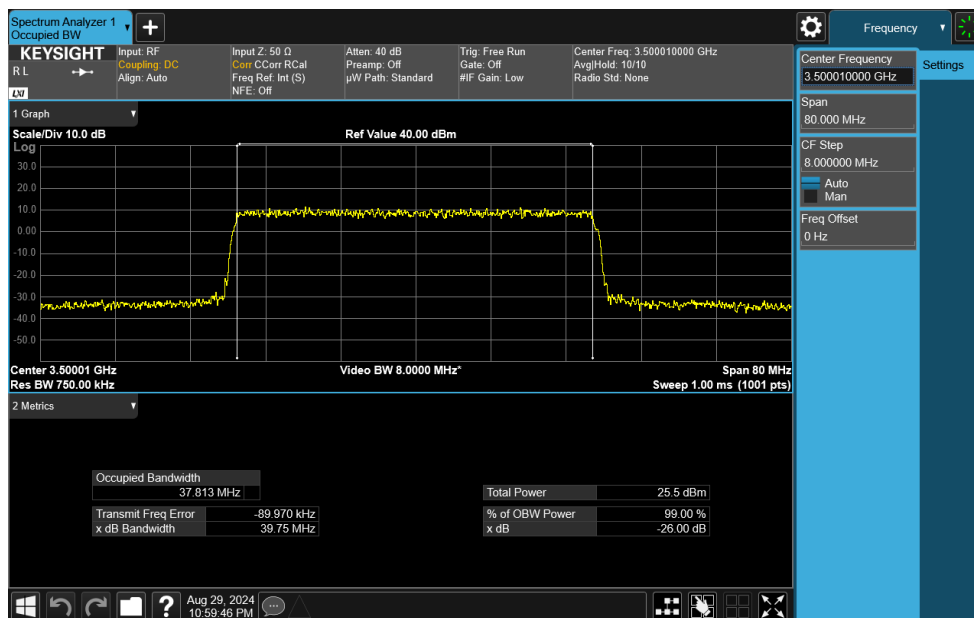 Spectrum Analyzer 1
Occupied BW
Frequency
KEYSIGHT
R L
LXI
Input: RF
Coupling: DC
Align: Auto
Input Z: 50 Ω
Corr CCorr RCal
Freq Ref: Int (S)
NFE: Off
Atten: 40 dB
Preamp: Off
µW Path: Standard
Trig: Free Run
Gate: Off
#IF Gain: Low
Center Freq: 3.500010000 GHz
Avg|Hold: 10/10
Radio Std: None
Center Frequency
3.500010000 GHz
Settings
Span
80.000 MHz
CF Step
8.000000 MHz
Auto
Man
Freq Offset
0 Hz
1 Graph
Scale/Div 10.0 dB
Ref Value 40.00 dBm
Log
30.0
20.0
10.0
0.00
-10.0
-20.0
-30.0
-40.0
-50.0
Center 3.50001 GHz
Video BW 8.0000 MHz*
Span 80 MHz
Res BW 750.00 kHz
Sweep 1.00 ms (1001 pts)
2 Metrics
Occupied Bandwidth
37.813 MHz
Total Power 25.5 dBm
Transmit Freq Error -89.970 kHz
% of OBW Power 99.00 %
x dB Bandwidth 39.75 MHz
x dB -26.00 dB
?
Aug 29, 2024
10:59:46 PM